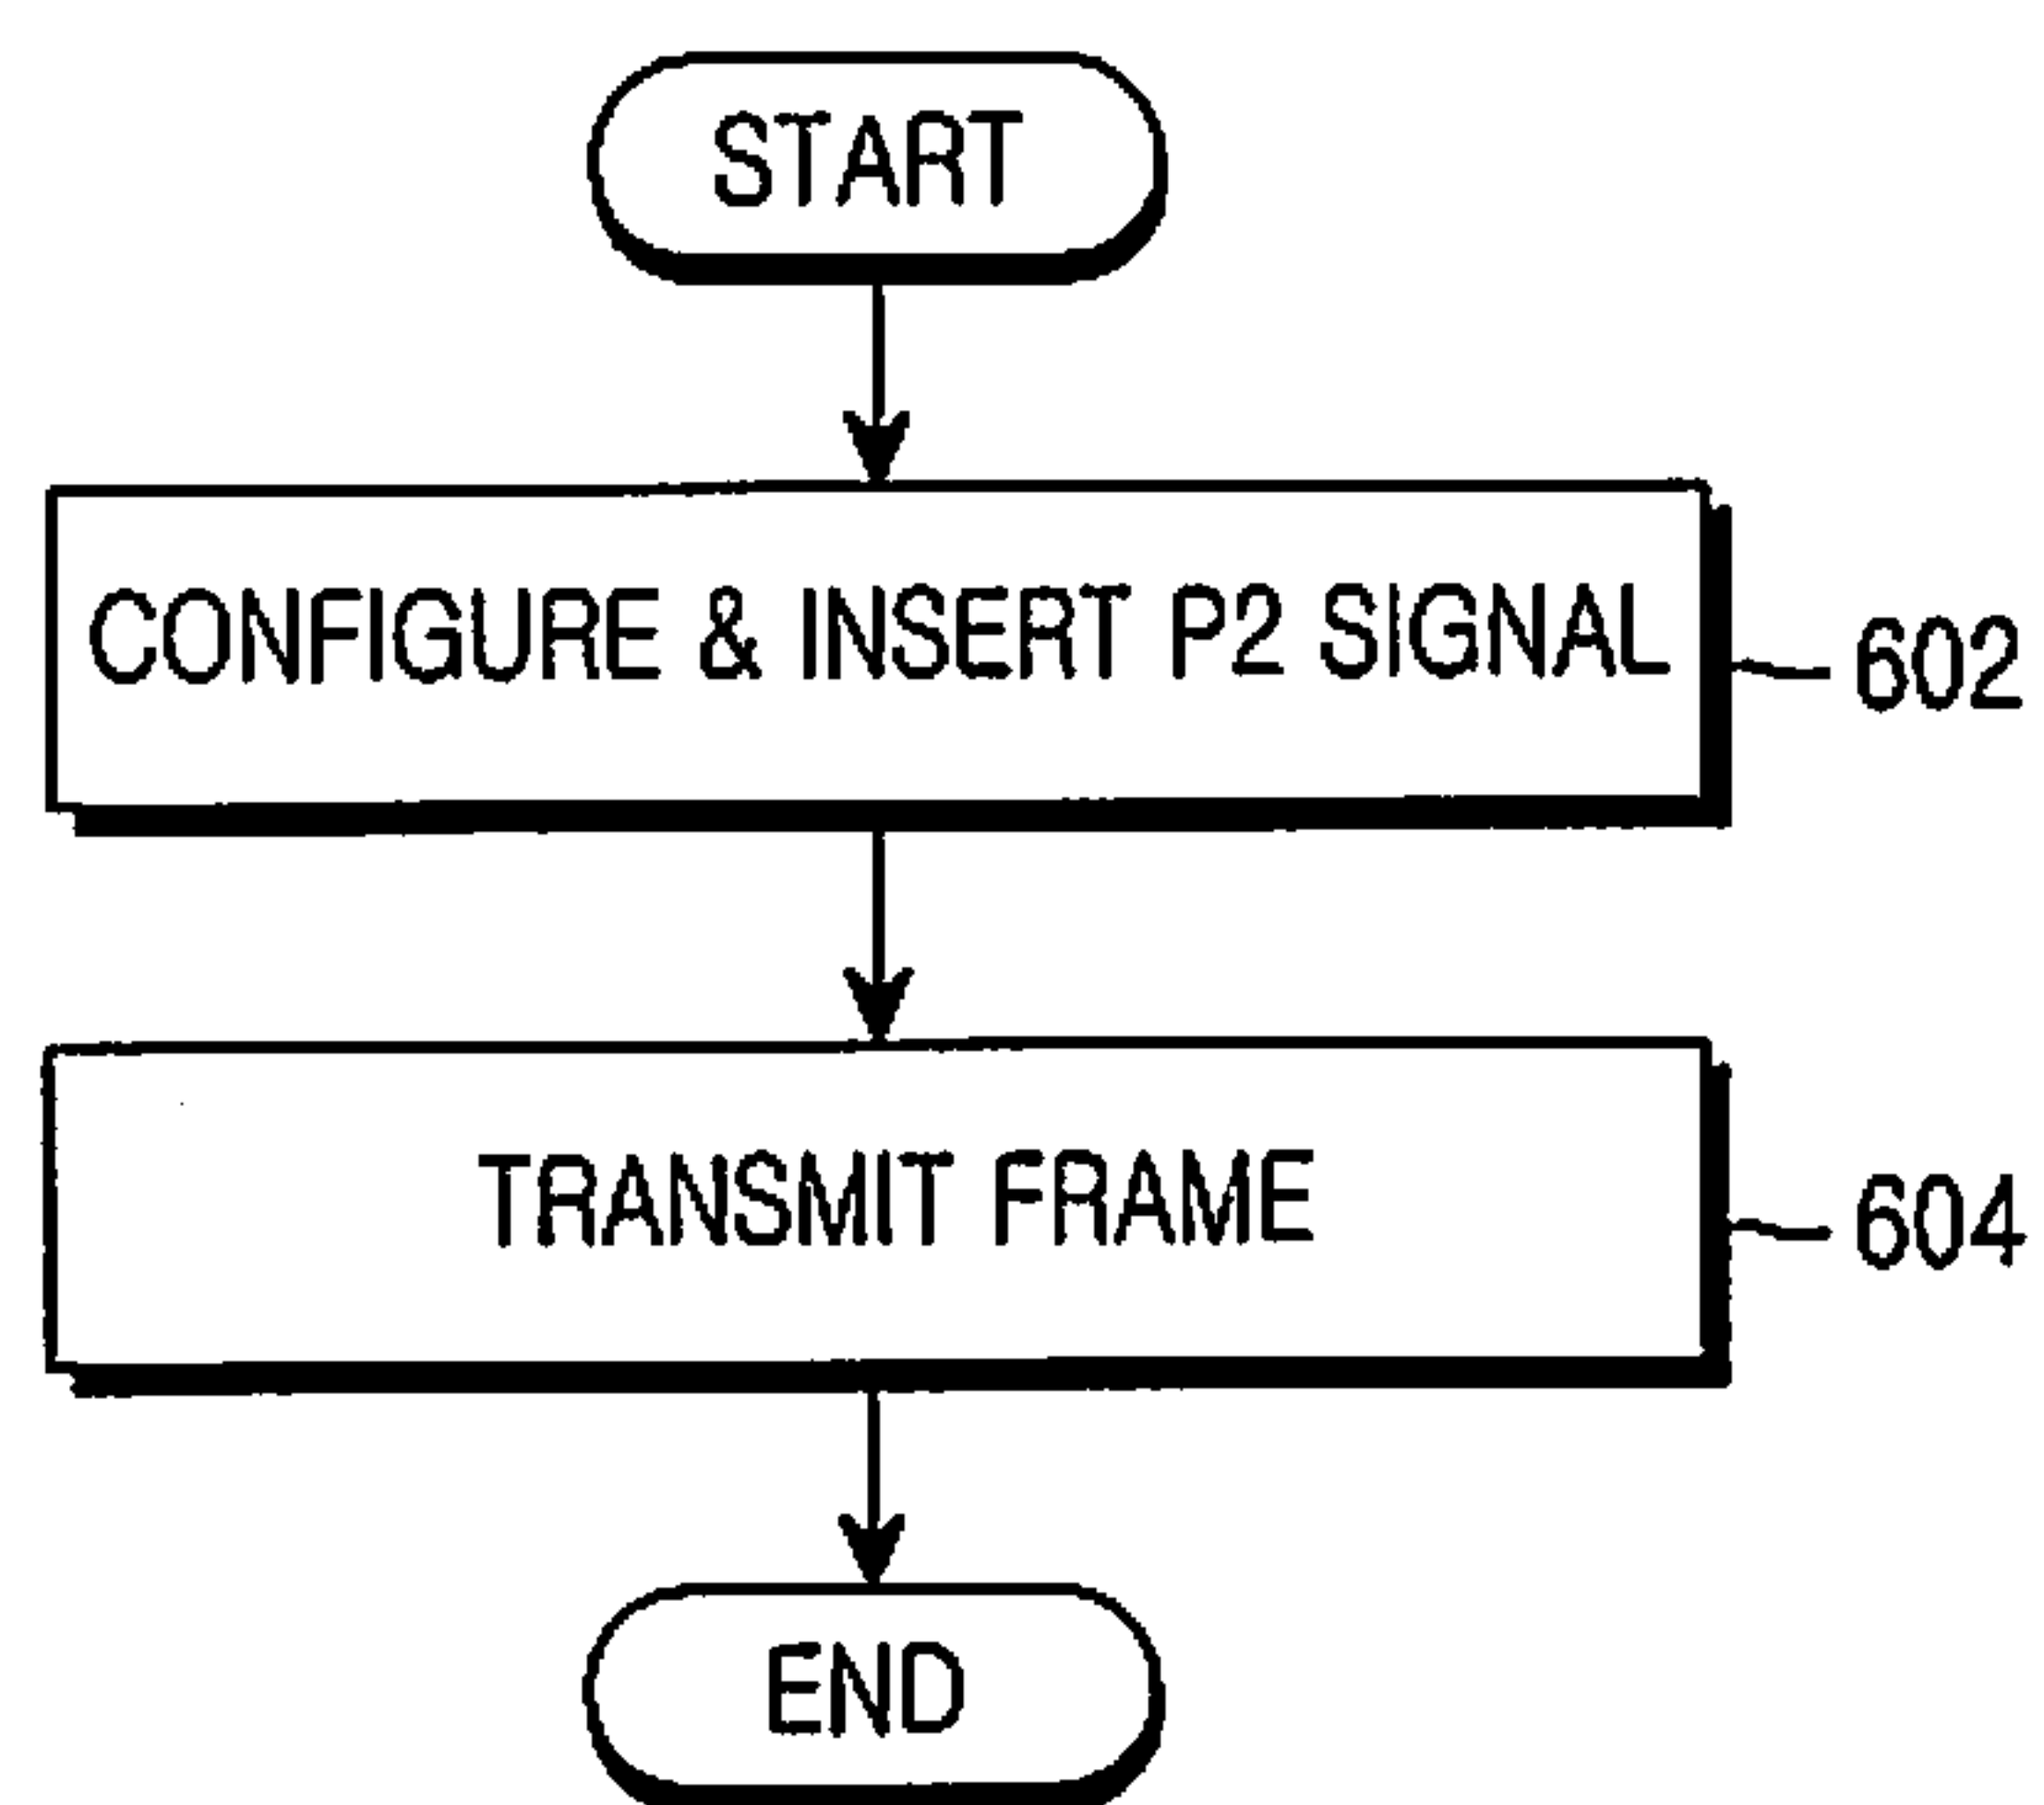 START
CONFIGURE & INSERT P2 SIGNAL
602
TRANSMIT FRAME
604
END